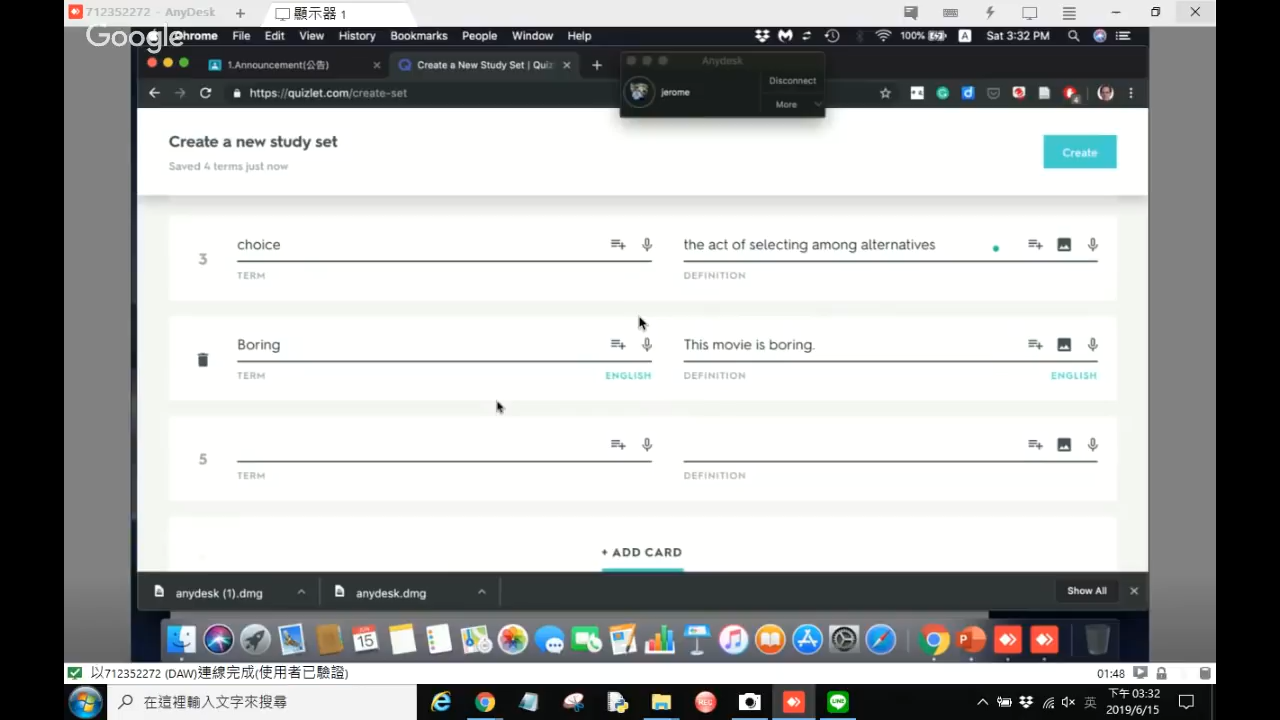 712352272 — AnyDesk
顯示器 1
Google
Chrome File Edit View History Bookmarks People Window Help
100%
A
Sat 3:32 PM
1.Announcement(公告)
Create a New Study Set | Quiz
Anydesk
jerome
Disconnect
More
https://quizlet.com/create-set
Create a new study set
Saved 4 terms just now
Create
3
choice
the act of selecting among alternatives
TERM
DEFINITION
Boring
This movie is boring.
TERM
ENGLISH
DEFINITION
ENGLISH
5
TERM
DEFINITION
+ ADD CARD
anydesk (1).dmg
anydesk.dmg
Show All
15
以712352272 (DAW)連線完成(使用者已驗證)
01:48
在這裡輸入文字來搜尋
REC
LINE
英
下午 03:32
2019/6/15